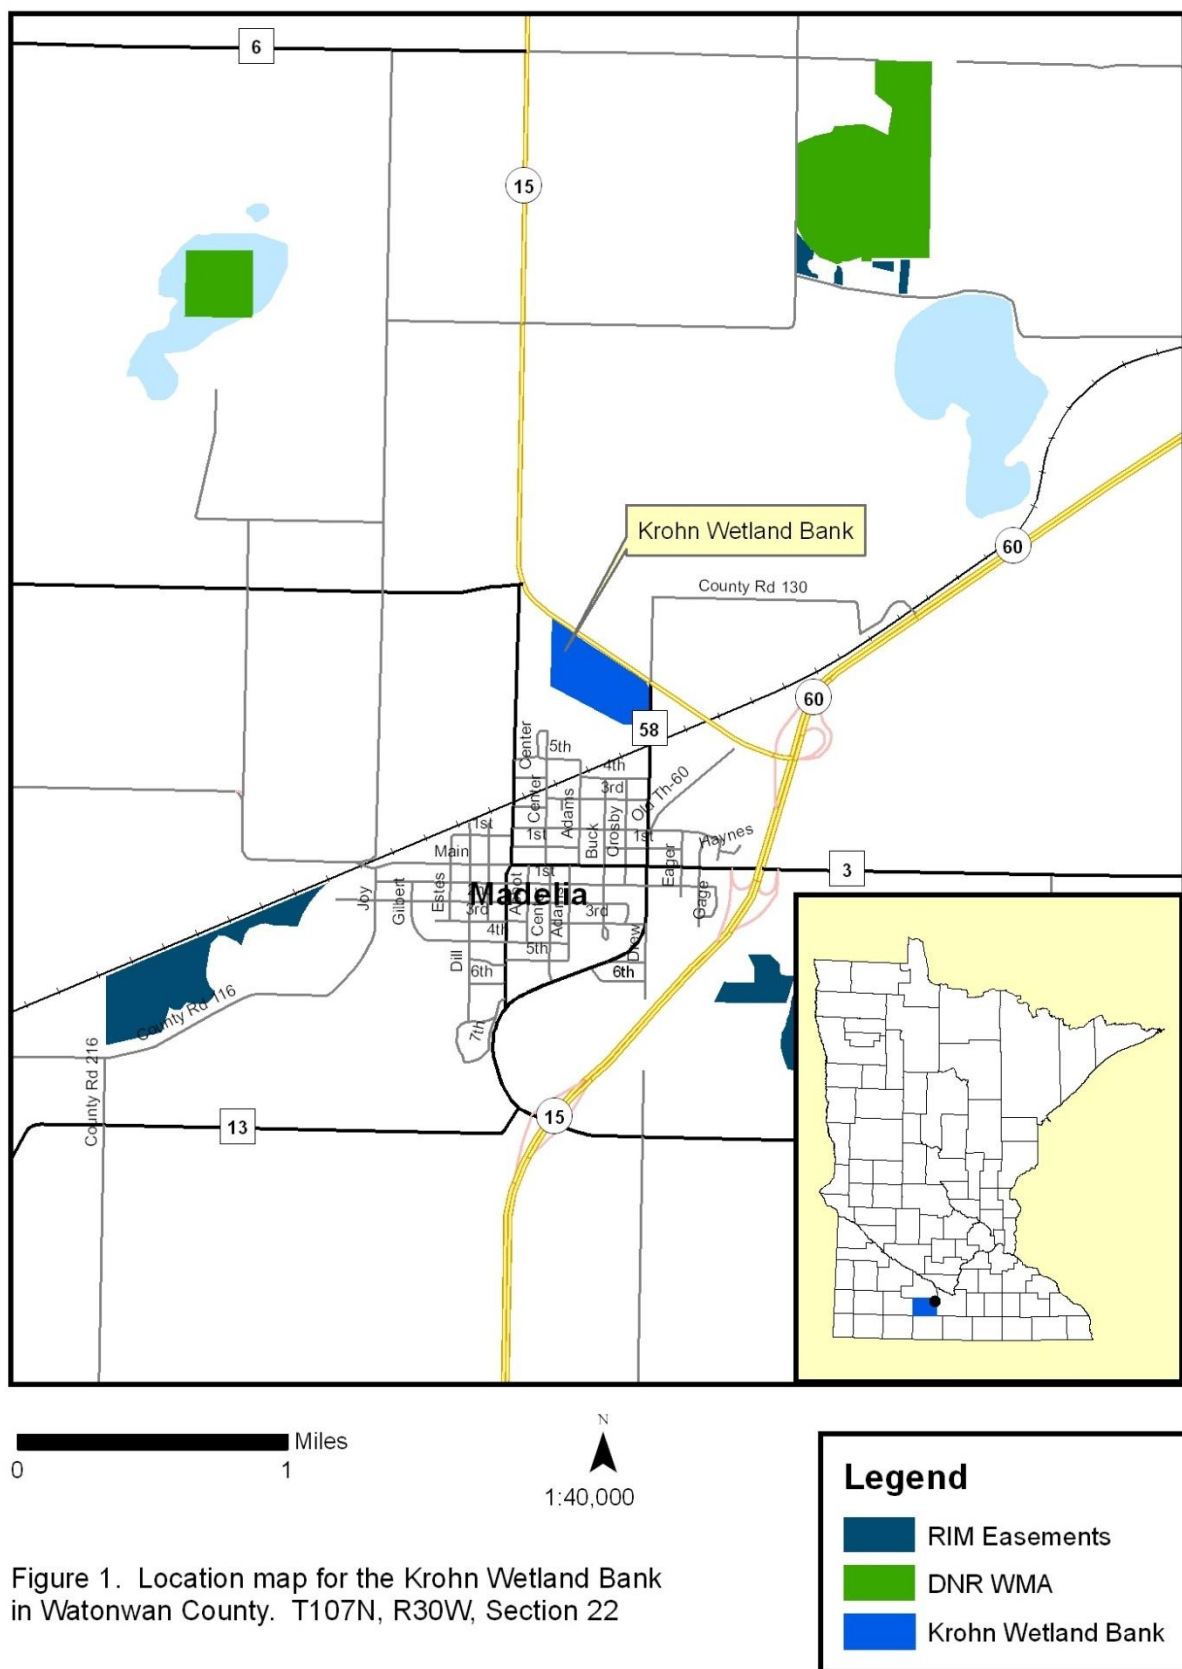 6
15
Krohn Wetland Bank
60
County Rd 130
60
58
Center
5th
4th
3rd
Center
Adams
Buck
Crosby
Old Th-60
1st
1st
1st
Haynes
Main
Eager
3
1st
Joy
Gilbert
Estes
Madelia
Gage
3rd
Center
Adams
3rd
4th
5th
Drew
Dill
6th
6th
7th
County Rd 116
County Rd 216
13
15
Miles
0 1
N
1:40,000
Legend
RIM Easements
DNR WMA
Krohn Wetland Bank
Figure 1. Location map for the Krohn Wetland Bank
in Watonwan County. T107N, R30W, Section 22